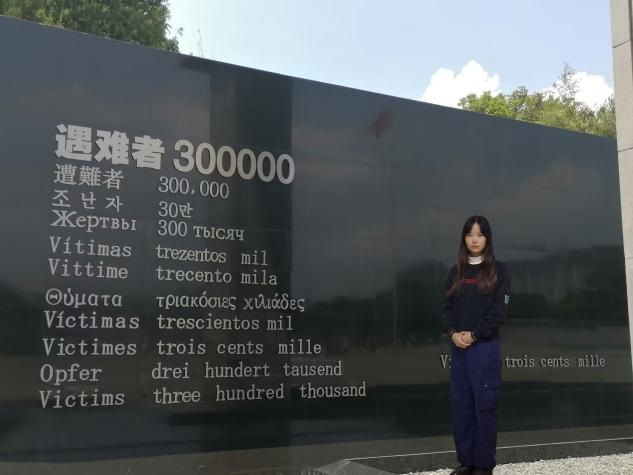 遇难者 300000
遭難者 300,000
조난자 30만
Жертвы 300 тысяч
Vítimas trezentos mil
Vittime trecento mila
Θύματα τριακόσιες χιλιάδες
Víctimas trescientos mil
Victimes trois cents mille
Opfer drei hundert tausend
Victims three hundred thousand
trois cents mille